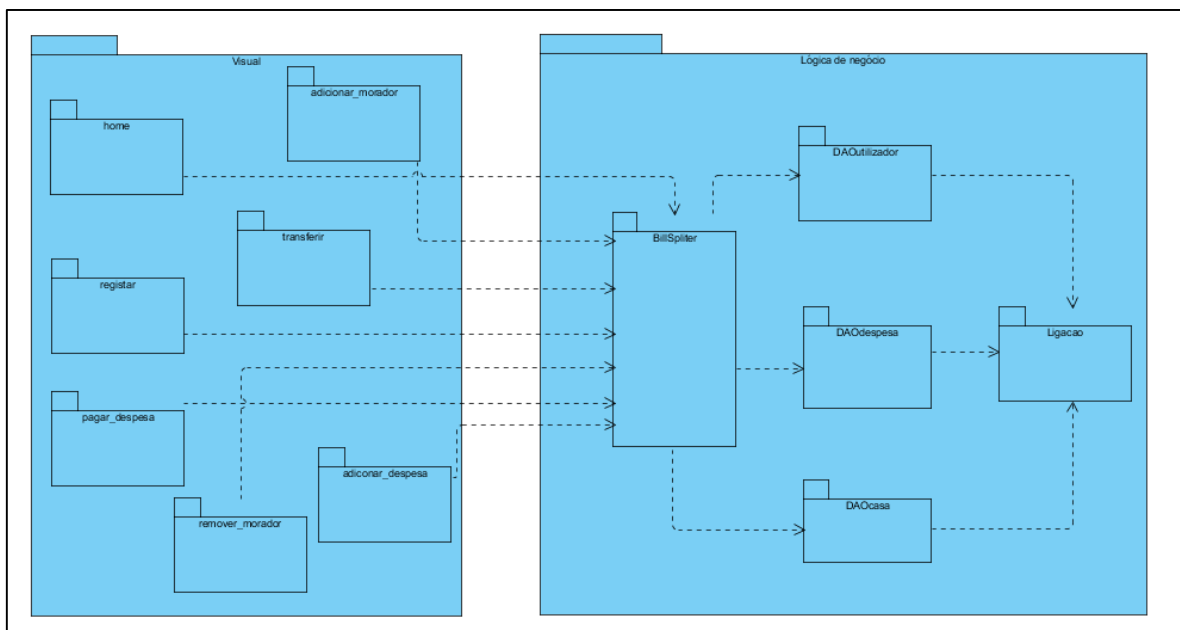 Visual
adicionar_morador
home
transferir
registar
pagar_despesa
adiconar_despesa
remover_morador
Lógica de negócio
DAOutilizador
BillSpliter
DAOdespesa
Ligacao
DAOcasa